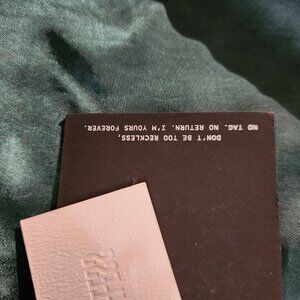 DON'T BE TOO RECKLESS,
NO TAG. NO RETURN. I'M YOURS FOREVER.